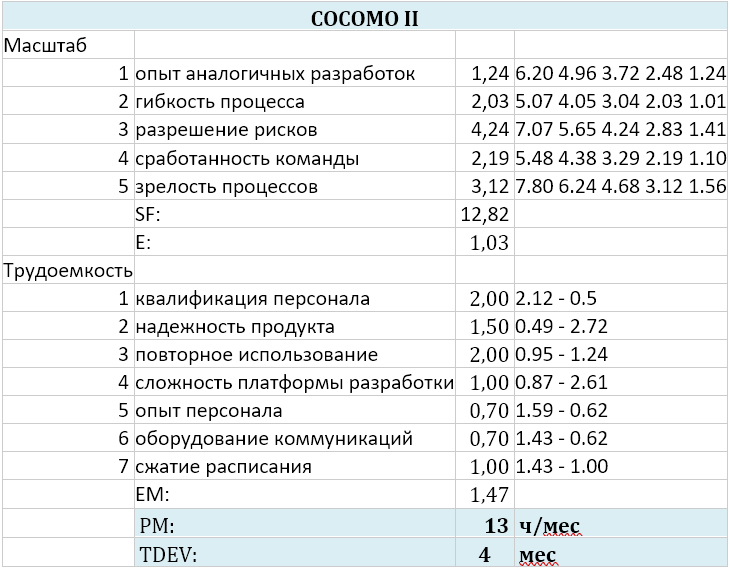 COCOMO II
Масштаб
1 опыт аналогичных разработок 1,24 6.20 4.96 3.72 2.48 1.24
2 гибкость процесса 2,03 5.07 4.05 3.04 2.03 1.01
3 разрешение рисков 4,24 7.07 5.65 4.24 2.83 1.41
4 сработанность команды 2,19 5.48 4.38 3.29 2.19 1.10
5 зрелость процессов 3,12 7.80 6.24 4.68 3.12 1.56
SF: 12,82
E: 1,03
Трудоемкость
1 квалификация персонала 2,00 2.12 - 0.5
2 надежность продукта 1,50 0.49 - 2.72
3 повторное использование 2,00 0.95 - 1.24
4 сложность платформы разработки 1,00 0.87 - 2.61
5 опыт персонала 0,70 1.59 - 0.62
6 оборудование коммуникаций 0,70 1.43 - 0.62
7 сжатие расписания 1,00 1.43 - 1.00
EM: 1,47
PM: 13 ч/мес
TDEV: 4 мес